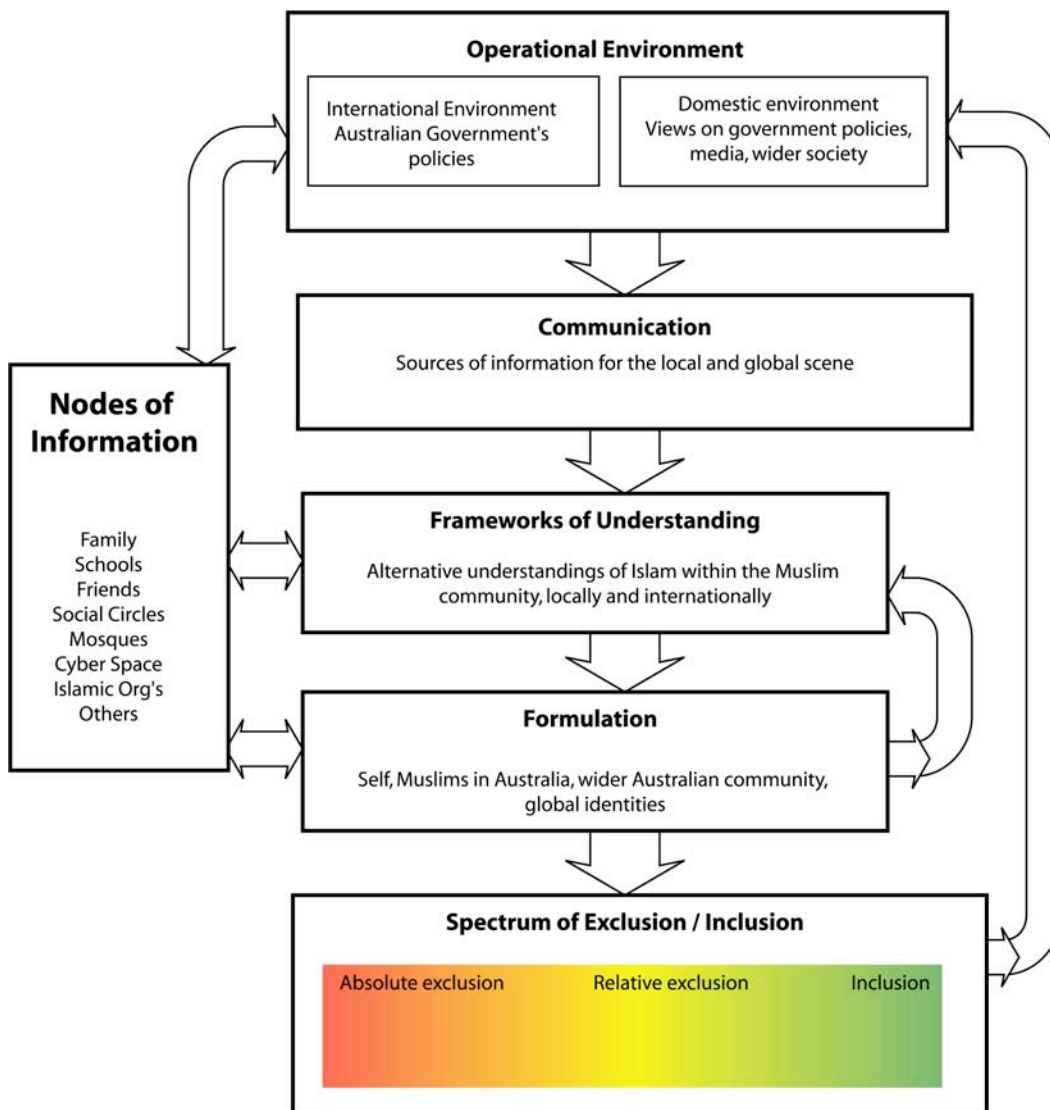 Operational Environment
International Environment
Australian Government's
policies
Domestic environment
Views on government policies,
media, wider society
Communication
Sources of information for the local and global scene
Nodes of
Information
Family
Schools
Friends
Social Circles
Mosques
Cyber Space
Islamic Org's
Others
Frameworks of Understanding
Alternative understandings of Islam within the Muslim
community, locally and internationally
Formulation
Self, Muslims in Australia, wider Australian community,
global identities
Spectrum of Exclusion / Inclusion
Absolute exclusion
Relative exclusion
Inclusion